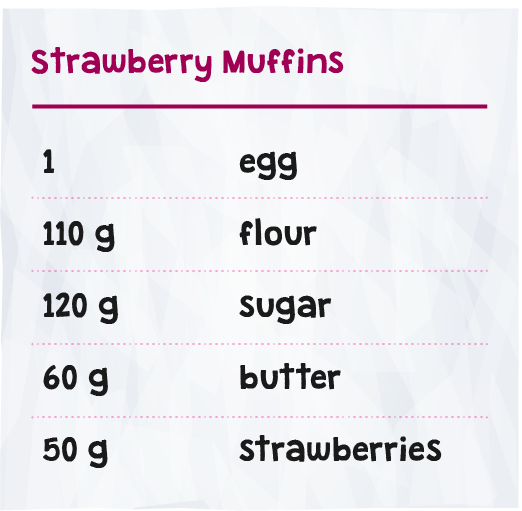 Strawberry Muffins
1 egg
110 g flour
120 g sugar
60 g butter
50 g strawberries